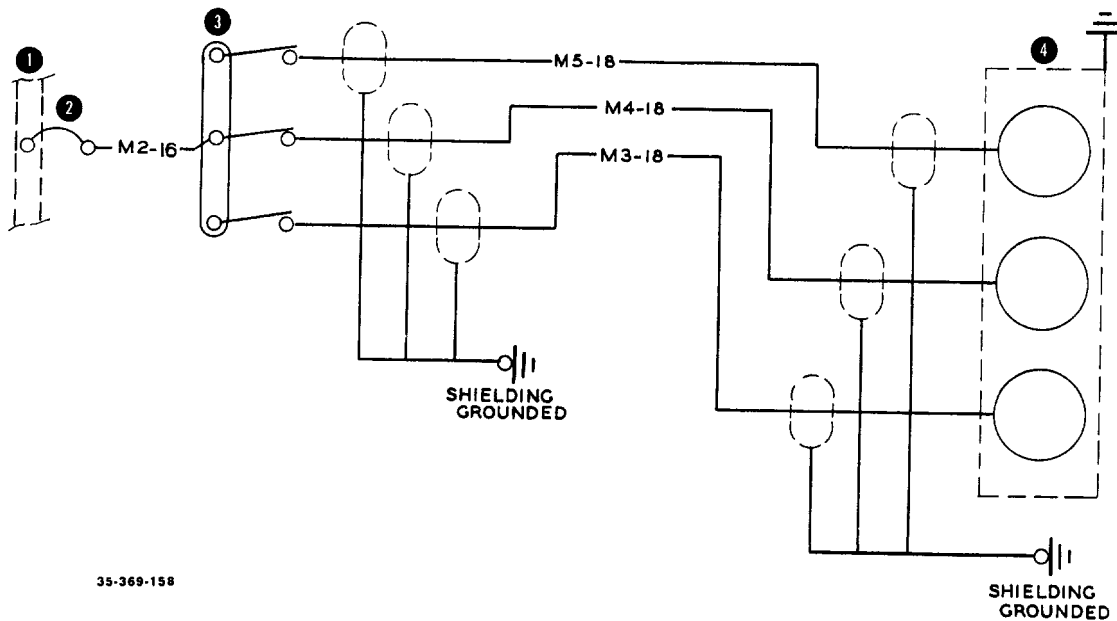 3
4
1
M5-18
2
M4-18
M2-16
M3-18
SHIELDING
GROUNDED
35-369-158
SHIELDING
GROUNDED